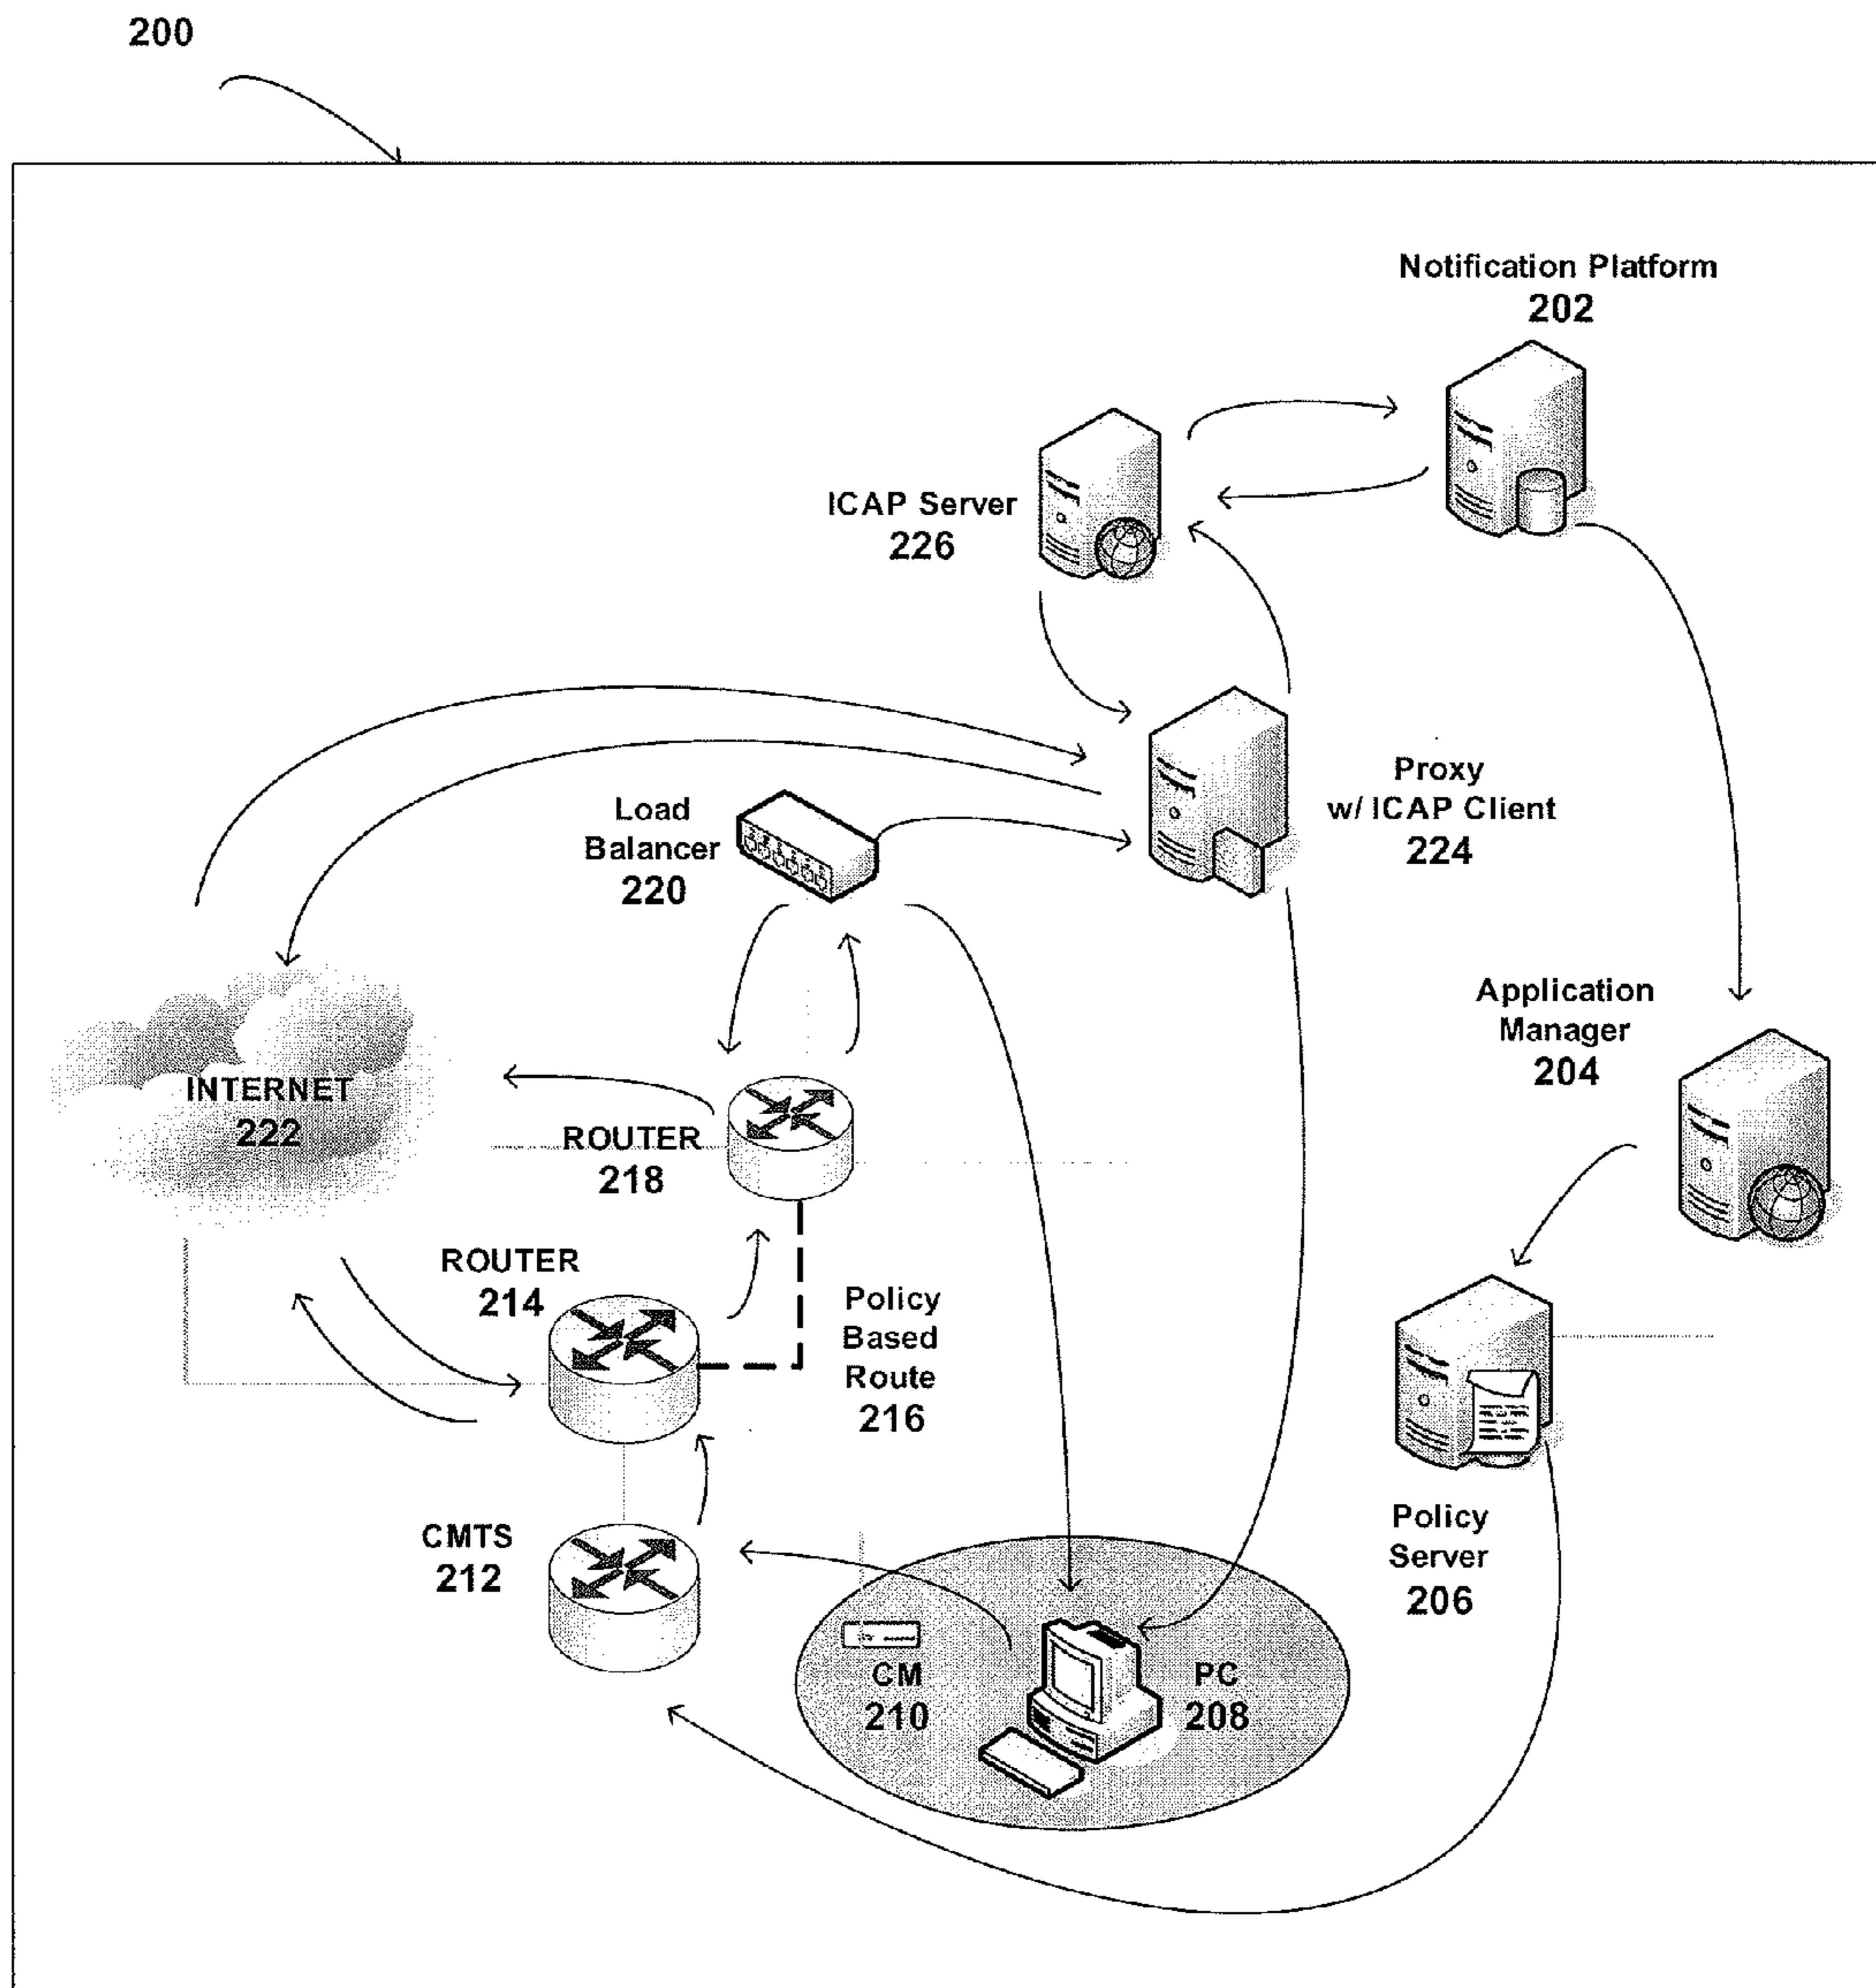 200
Notification Platform
202
ICAP Server
226
Proxy
w/ ICAP Client
224
Load
Balancer
220
Application
Manager
204
INTERNET
222
ROUTER
218
ROUTER
214
Policy
Based
Route
216
CMTS
212
Policy
Server
206
CM
210
PC
208